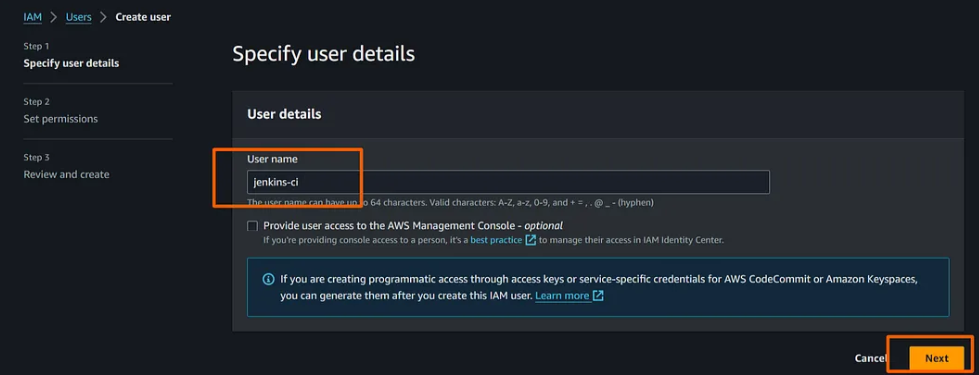 IAM > Users > Create user
Step 1
Specify user details
Step 2
Set permissions
Step 3
Review and create
Specify user details
User details
User name
jenkins-ci
The user name can have up to 64 characters. Valid characters: A-Z, a-z, 0-9, and + = , . @ _ - (hyphen)
Provide user access to the AWS Management Console - optional
If you're providing console access to a person, it's a best practice to manage their access in IAM Identity Center.
If you are creating programmatic access through access keys or service-specific credentials for AWS CodeCommit or Amazon Keyspaces,
you can generate them after you create this IAM user. Learn more
Cancel
Next